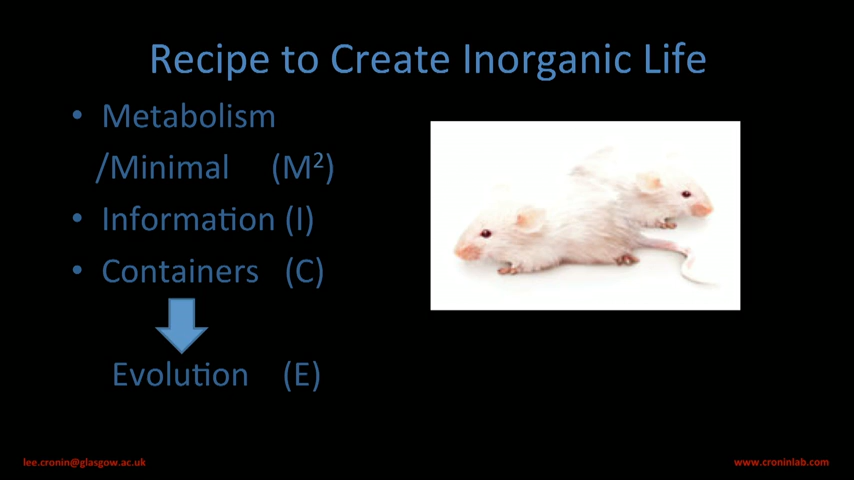 Recipe to Create Inorganic Life
• Metabolism
/Minimal (M²)
• Information (I)
• Containers (C)
Evolution (E)
lee.cronin@glasgow.ac.uk
www.croninlab.com